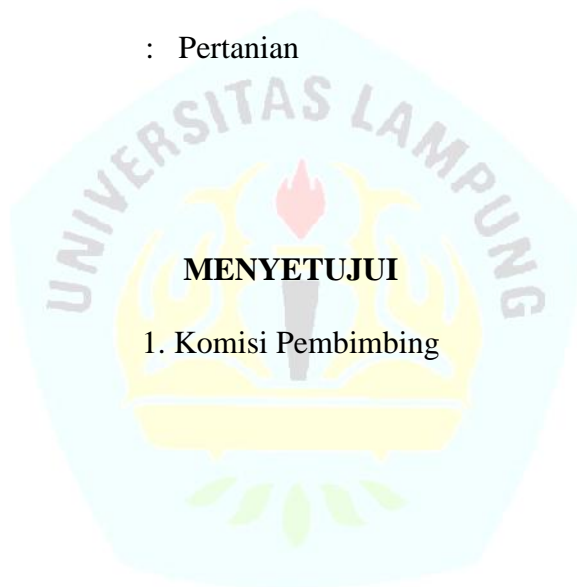 : Pertanian
UNIVERSITAS LAMPUNG
MENYETUJUI
1. Komisi Pembimbing